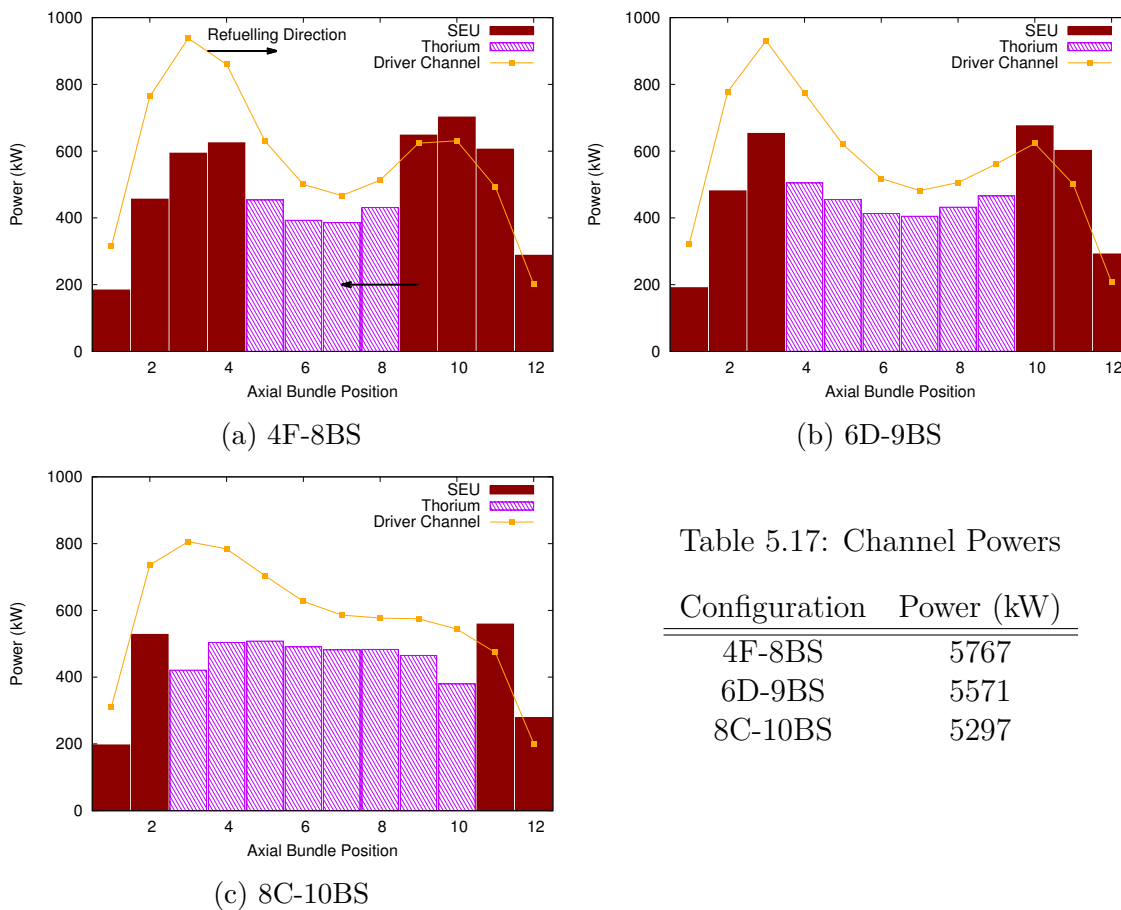 1000
800
600
400
200
0
Power (kW)
Refuelling Direction
SEU
Thorium
Driver Channel
2 4 6 8 10 12
Axial Bundle Position
(a) 4F-8BS
1000
800
600
400
200
0
Power (kW)
SEU
Thorium
Driver Channel
2 4 6 8 10 12
Axial Bundle Position
(b) 6D-9BS
1000
800
600
400
200
0
Power (kW)
SEU
Thorium
Driver Channel
2 4 6 8 10 12
Axial Bundle Position
(c) 8C-10BS
Table 5.17: Channel Powers
Configuration Power (kW)
4F-8BS 5767
6D-9BS 5571
8C-10BS 5297